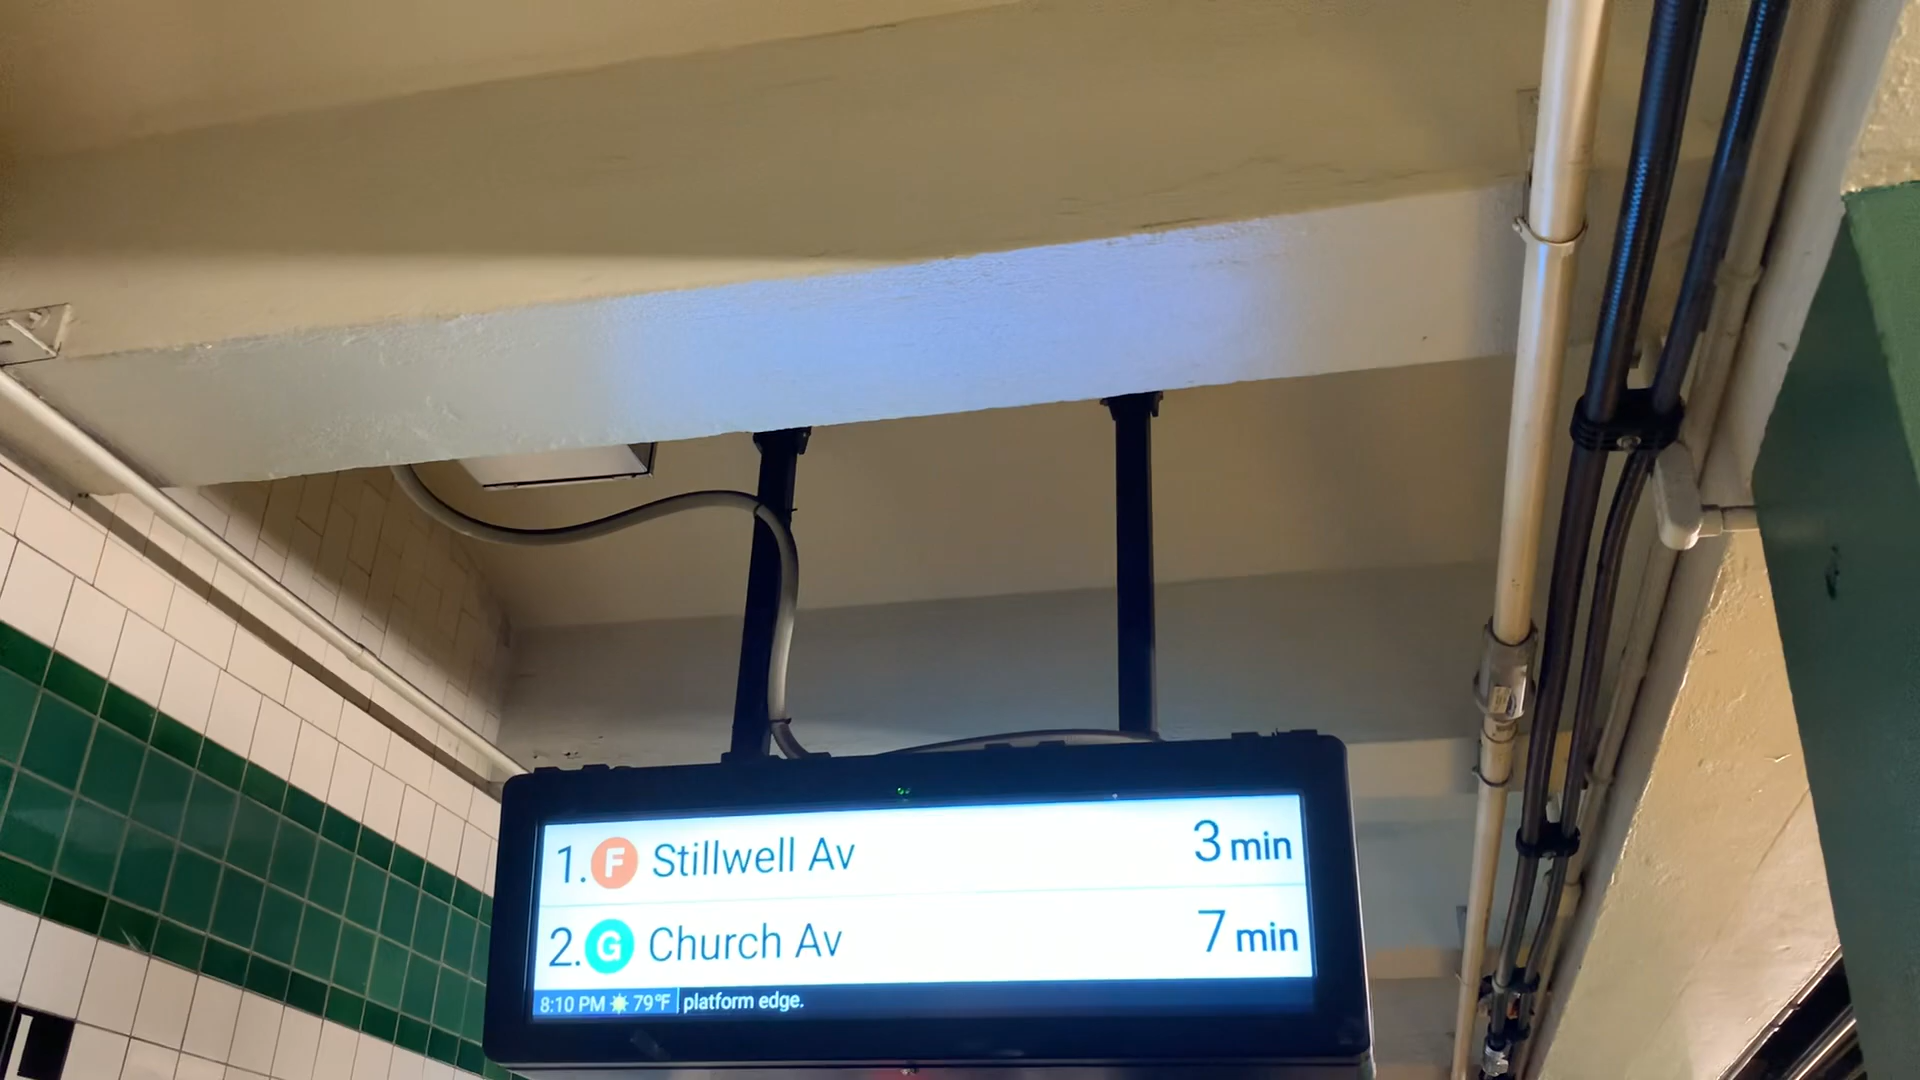 1. F Stillwell Av 3 min
2. G Church Av 7 min
8:10 PM 79°F platform edge.